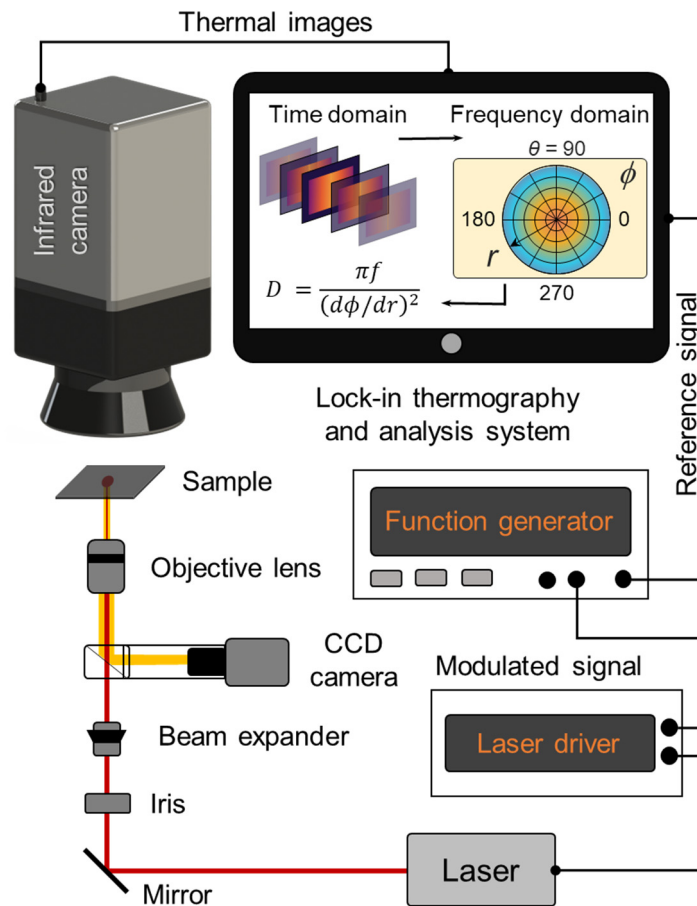 Thermal images
Infrared
camera
Time domain
Frequency domain
θ = 90
ϕ
180
0
r
270
D = πf / (dϕ/dr)²
Lock-in thermography
and analysis system
Reference signal
Sample
Function generator
Objective lens
CCD
camera
Modulated signal
Beam expander
Laser driver
Iris
Laser
Mirror